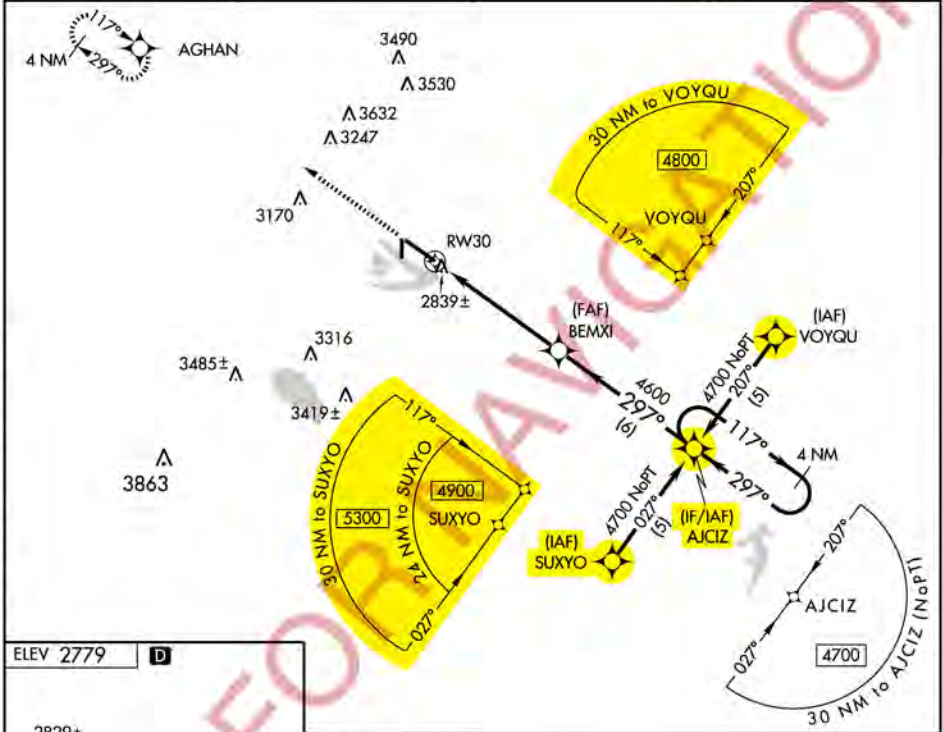 117°
4 NM
297°
AGHAN
3490
3530
3632
3247
3170
RW30
2839±
30 NM to VOYQU
4800
VOYQU
207°
117°
(FAF)
BEMXI
(IAF)
VOYQU
4700 NoPT
207°
(5)
3316
3485±
3419±
3863
4600
297°
(6)
117°
4 NM
297°
(IF/IAF)
AJCIZ
4700 NoPT
027°
(5)
(IAF)
SUXYO
117°
30 NM to SUXYO
5300
24 NM to SUXYO
4900
SUXYO
027°
207°
AJCIZ
027°
4700
30 NM to AJCIZ (NoPT)
ELEV 2779
D
2839±
FOR NAVIGATION